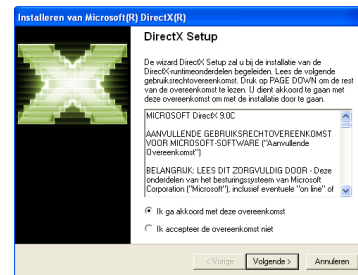 Installeren van Microsoft(R) DirectX(R)
DirectX Setup
De wizard DirectX Setup zal u bij de installatie van de
DirectX-runtimeonderdelen begeleiden. Lees de volgende
gebruiksrechtovereenkomst. Druk op PAGE DOWN om de rest
van de overeenkomst te lezen. U dient akkoord te gaan met
deze overeenkomst om met de installatie door te gaan.
MICROSOFT DirectX 9.0C
AANVULLENDE GEBRUIKSRECHTOVEREENKOMST
VOOR MICROSOFT-SOFTWARE ("Aanvullende
Overeenkomst")
BELANGRIJK: LEES DIT ZORGVULDIG DOOR - Deze
onderdelen van het besturingssysteem van Microsoft
Corporation ("Microsoft"), inclusief eventuele "on line" of
Ik ga akkoord met deze overeenkomst
Ik accepteer de overeenkomst niet
< Vorige
Volgende >
Annuleren